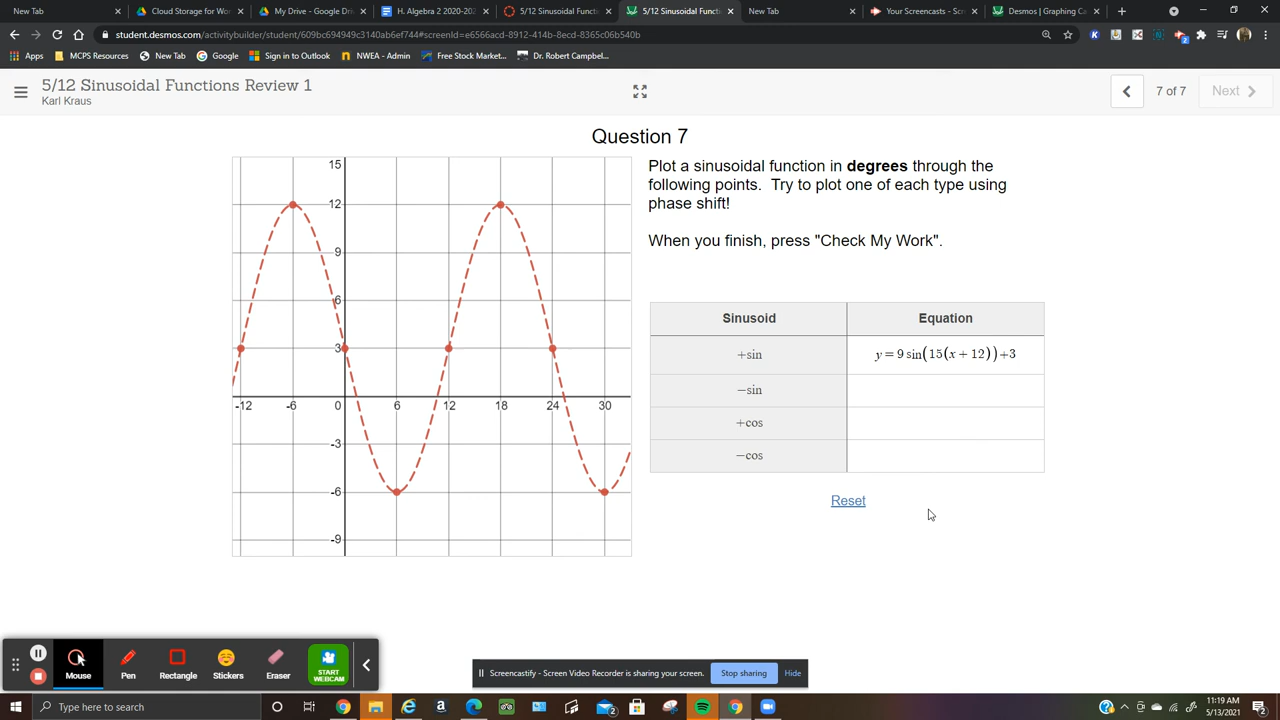 New Tab
Cloud Storage for Wo
My Drive - Google Dri
H. Algebra 2 2020-202
5/12 Sinusoidal Functi
5/12 Sinusoidal Functi
New Tab
Your Screencasts - Scr
Desmos | Graphing Ca
student.desmos.com/activitybuilder/student/609bc694949c3140ab6ef744#screenId=e6566acd-8912-414b-8ecd-8365c06b540b
Apps
MCPS Resources
New Tab
Google
Sign in to Outlook
NWEA - Admin
Free Stock Market...
Dr. Robert Campbel...
5/12 Sinusoidal Functions Review 1
Karl Kraus
7 of 7
Next
Question 7
Plot a sinusoidal function in degrees through the
following points. Try to plot one of each type using
phase shift!
When you finish, press "Check My Work".
15
12
9
6
3
-12 -6 0 6 12 18 24 30
-3
-6
-9
Sinusoid Equation
+sin y = 9 sin(15(x + 12))+3
−sin
+cos
−cos
Reset
Mouse
Pen
Rectangle
Stickers
Eraser
START
WEBCAM
Screencastify - Screen Video Recorder is sharing your screen.
Stop sharing
Hide
Type here to search
2
11:19 AM
5/13/2021
2